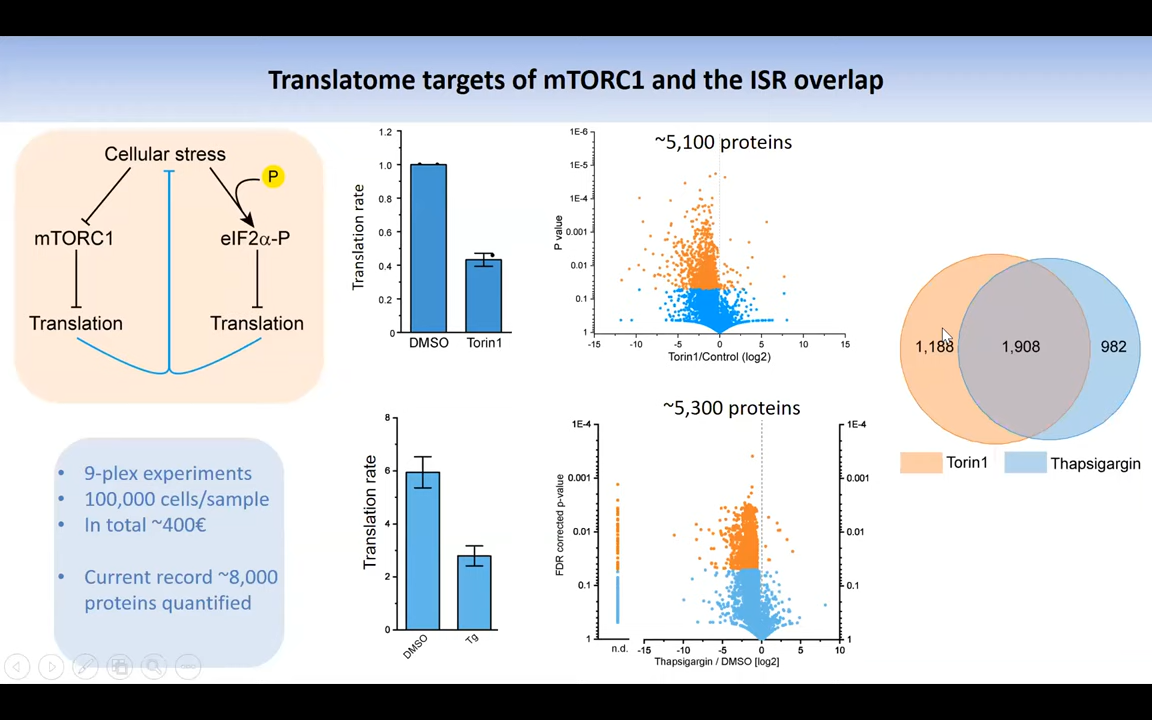 Translatome targets of mTORC1 and the ISR overlap
Cellular stress
P
mTORC1
eIF2α-P
Translation
Translation
• 9-plex experiments
• 100,000 cells/sample
• In total ~400€
• Current record ~8,000
proteins quantified
Translation rate
1.2
1.0
0.8
0.6
0.4
0.2
0
DMSO
Torin1
Translation rate
8
6
4
2
0
DMSO
Tg
~5,100 proteins
P value
1E-6
1E-5
1E-4
0.001
0.01
0.1
1
-15
-10
-5
0
5
10
15
Torin1/Control (log2)
~5,300 proteins
FDR corrected p-value
1E-4
0.001
0.01
0.1
1
1E-4
0.001
0.01
0.1
1
n.d.
-15
-10
-5
0
5
10
Thapsigargin / DMSO [log2]
1,188
1,908
982
Torin1
Thapsigargin